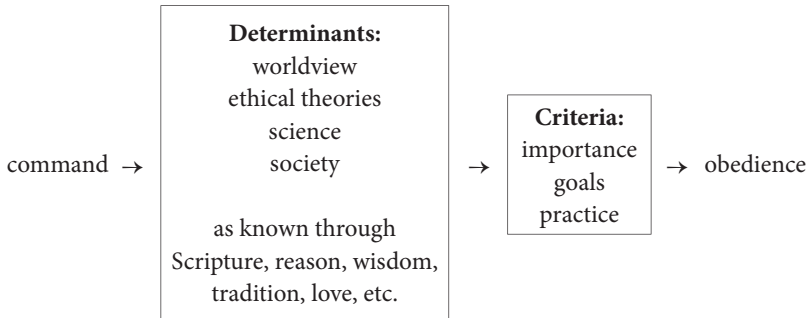 command →
Determinants:
worldview
ethical theories
science
society
as known through
Scripture, reason, wisdom,
tradition, love, etc.
→
Criteria:
importance
goals
practice
→ obedience